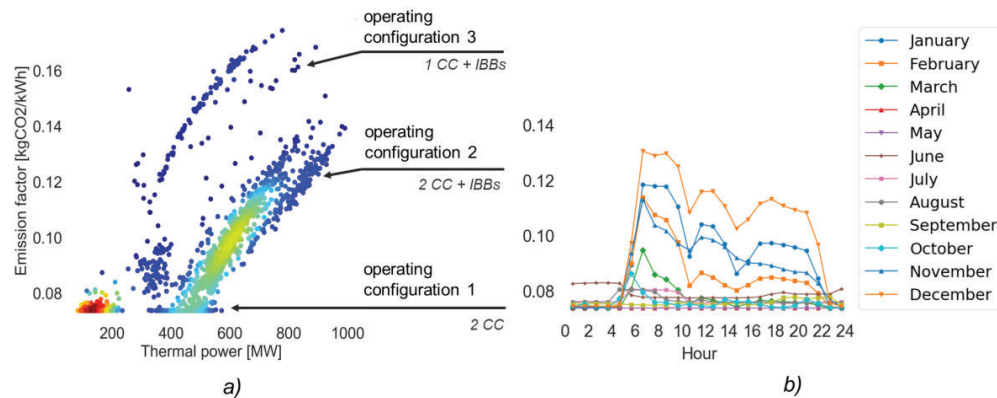 operating
configuration 3
1 CC + IBBs
operating
configuration 2
2 CC + IBBs
operating
configuration 1
2 CC
Emission factor [kgCO2/kWh]
0.16
0.14
0.12
0.10
0.08
200 400 600 800 1000
Thermal power [MW]
a)
0.14
0.12
0.10
0.08
0 2 4 6 8 10 12 14 16 18 20 22 24
Hour
b)
January
February
March
April
May
June
July
August
September
October
November
December